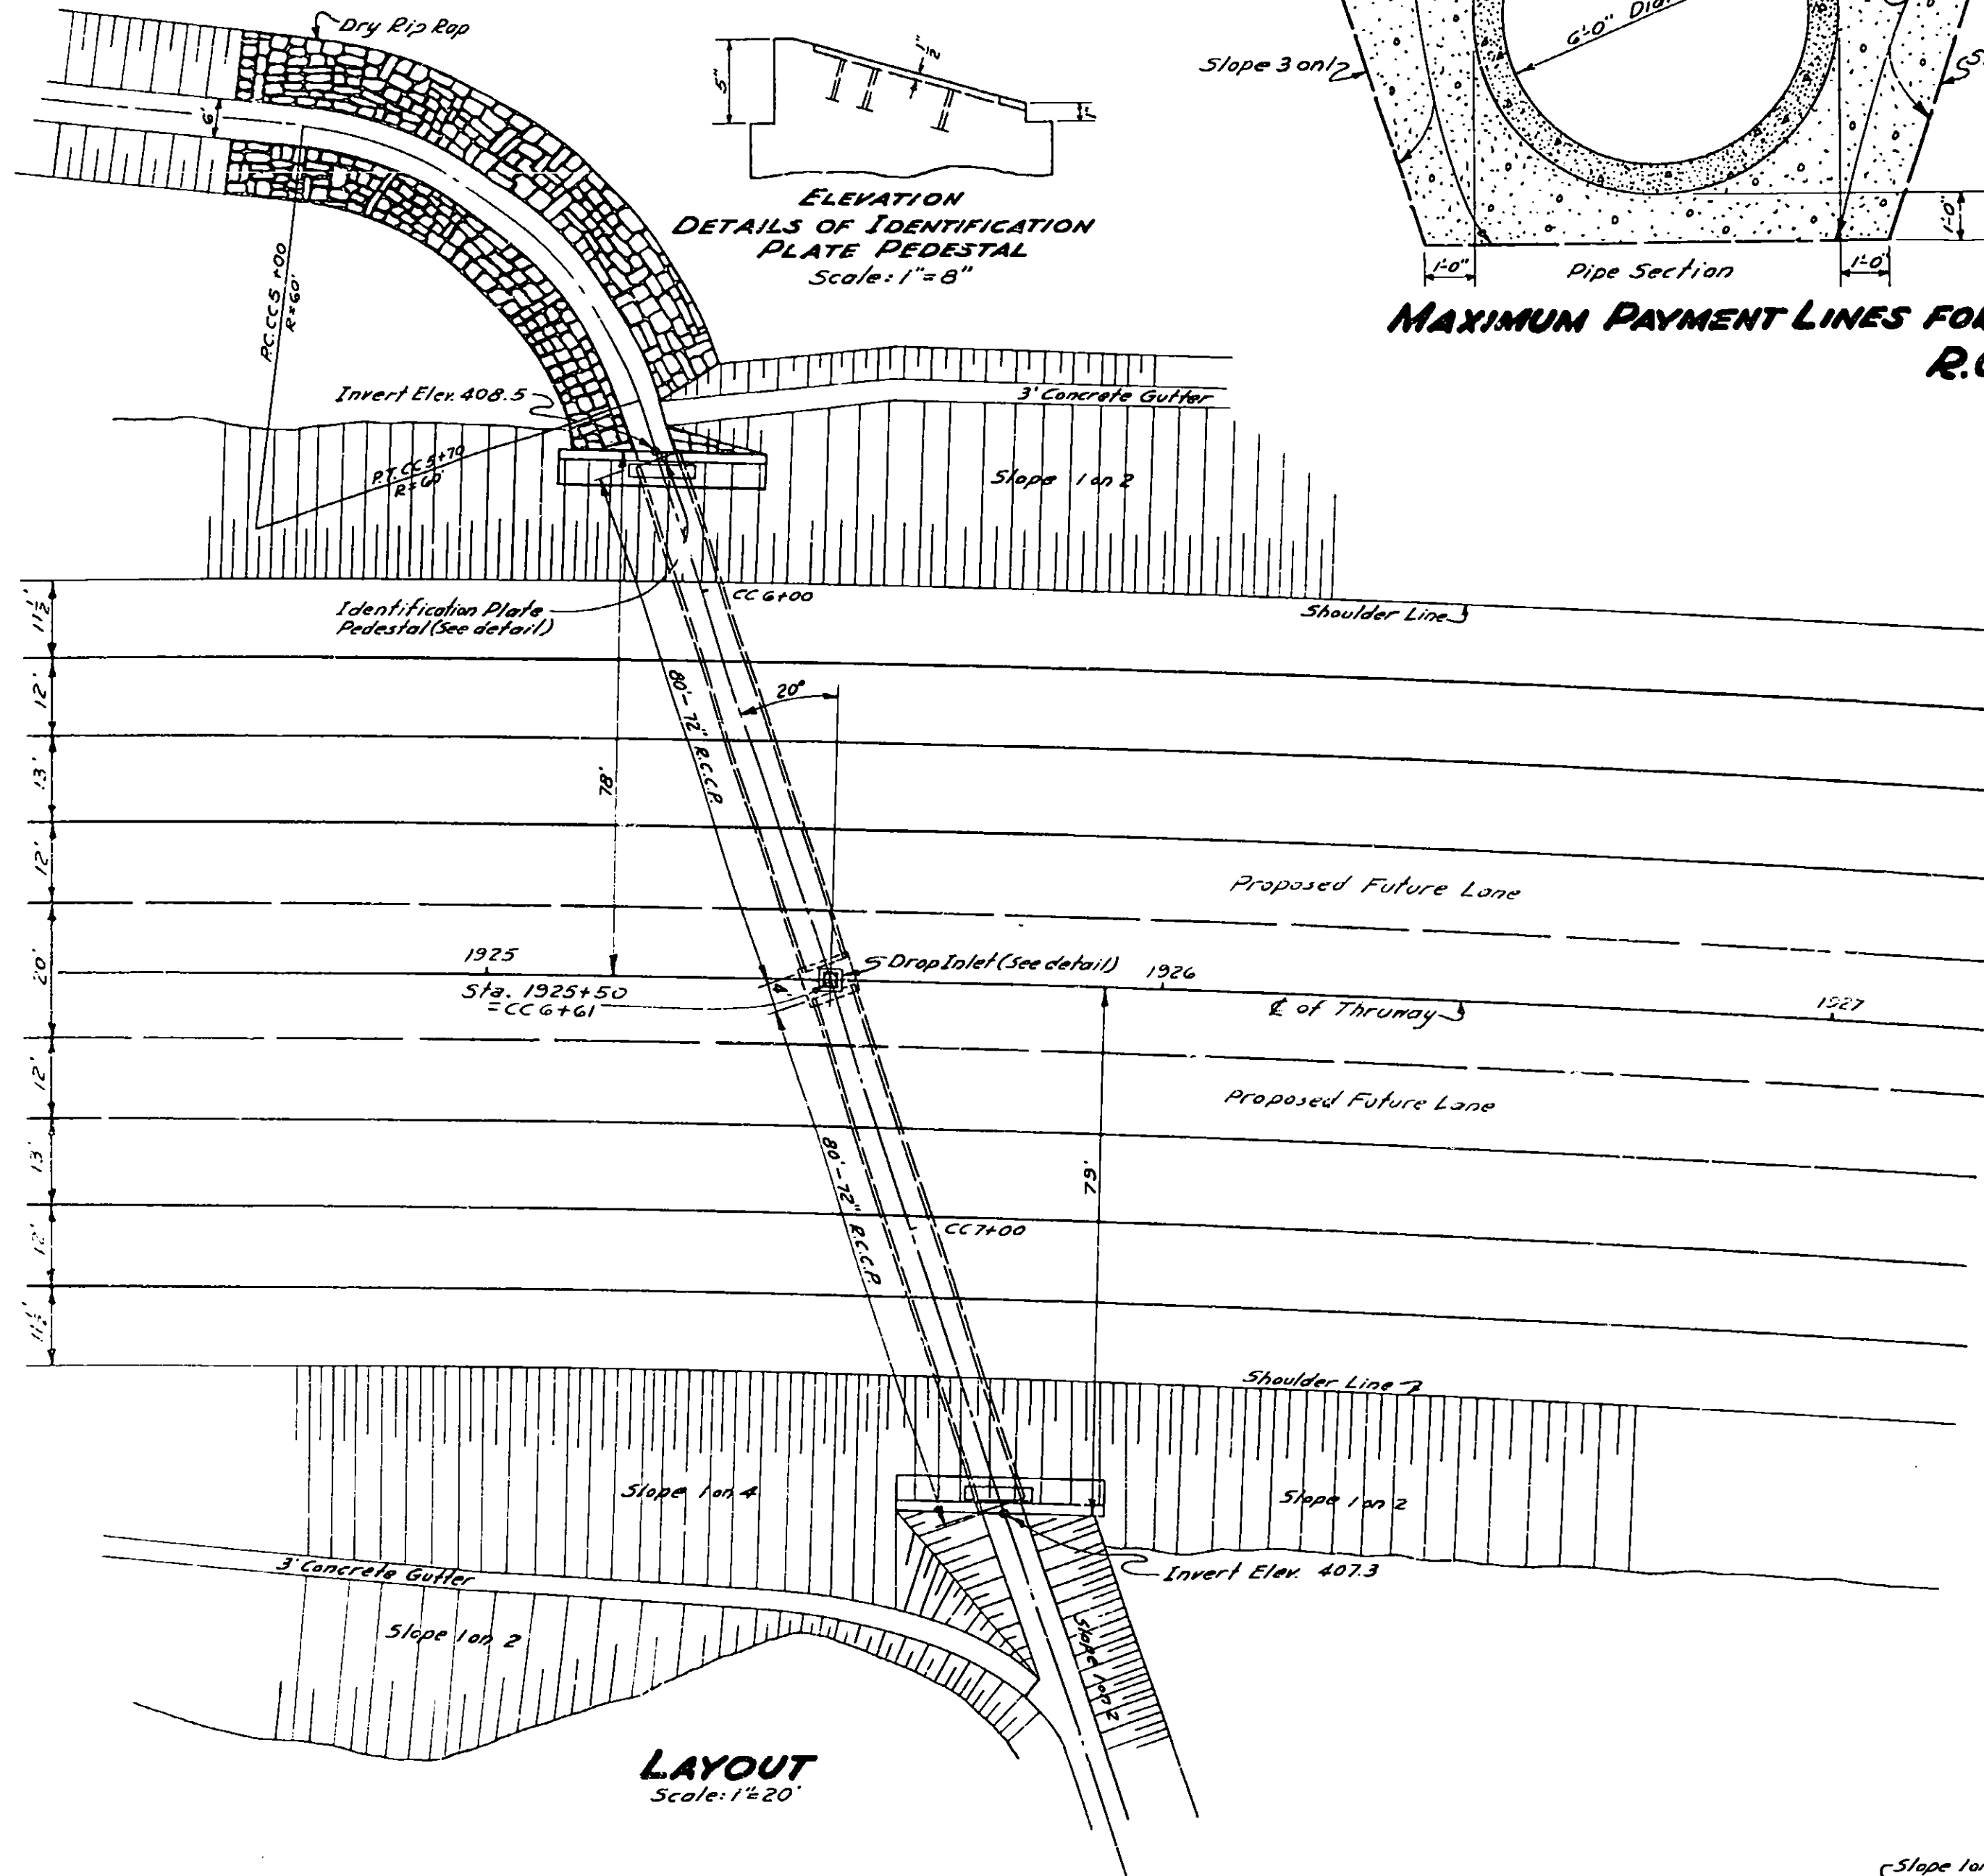 Dry Rip Rap
6'
P.C. CC 5+00
R=60'
5"
1/2"
1"
ELEVATION
DETAILS OF IDENTIFICATION
PLATE PEDESTAL
Scale: 1"=8"
Slope 3 on 1
6'-0"
1'-0"
1'-0"
1'-0"
Pipe Section
MAXIMUM PAYMENT LINES FOR
Invert Elev. 408.5
3' Concrete Gutter
P.T. CC 5+70
R=60'
Slope 1 on 2
Identification Plate
Pedestal (See detail)
CC 6+00
Shoulder Line
11 1/2'
12'
13'
12'
20'
12'
13'
12'
11 1/2'
20°
80'-72" R.C.C.P.
78'
Proposed Future Lane
1925
Sta. 1925+50
=CC 6+61
4'
Drop Inlet (See detail)
1926
℄ of Thruway
1927
Proposed Future Lane
79'
80'-72" R.C.C.P.
CC 7+00
Shoulder Line
Slope 1 on 4
Slope 1 on 2
3' Concrete Gutter
Invert Elev. 407.3
Slope 1 on 2
Slope 1 on 2
LAYOUT
Scale: 1"=20'